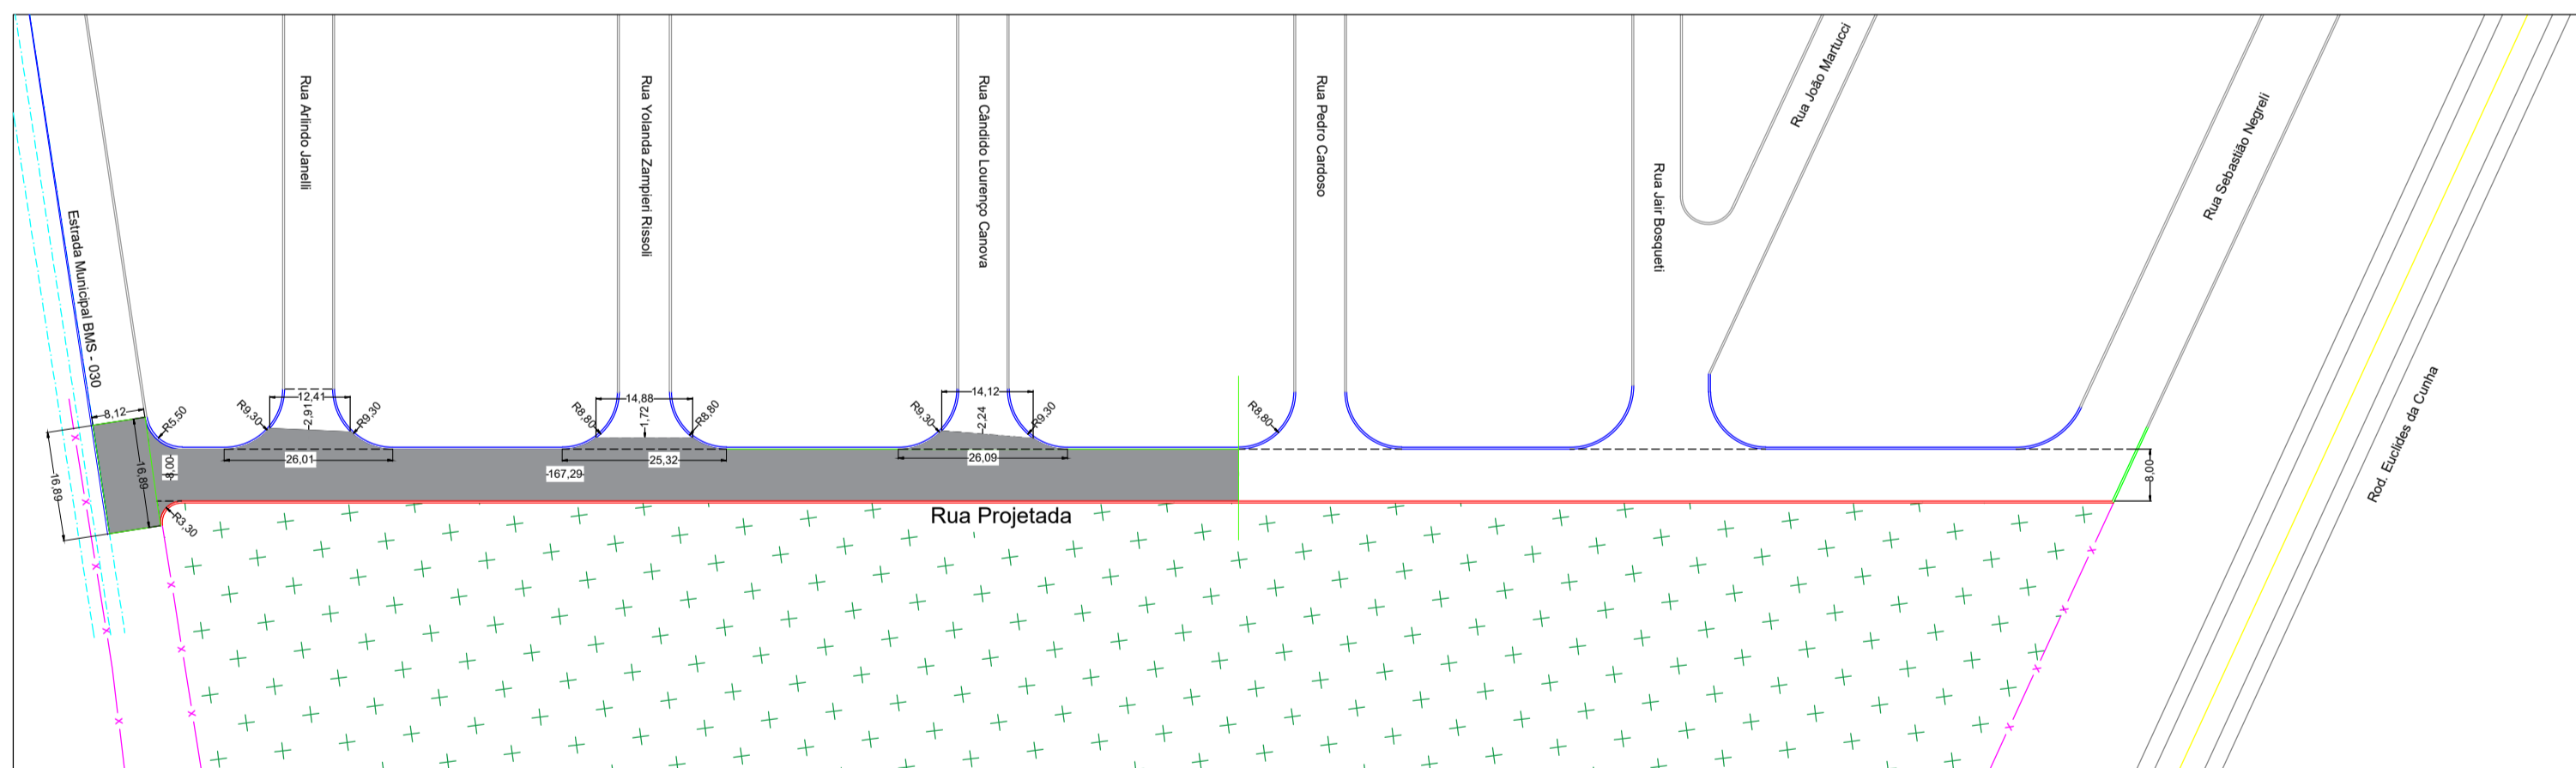 Estrada Municipal BMS - 030
Rua Arlindo Janelli
Rua Yolanda Zampieri Rissoli
Rua Cândido Lourenço Canova
Rua Pedro Cardoso
Rua Jair Bosqueti
Rua João Martucci
Rua Sebastião Negreli
Rod. Euclides da Cunha
8,12
R5,50
R9,30
12,41
2,91
R9,30
R8,80
14,88
1,72
R8,80
R9,30
14,12
2,24
R9,30
R8,80
16,89
16,89
8,00
26,01
167,29
25,32
26,09
8,00
R3,30
Rua Projetada